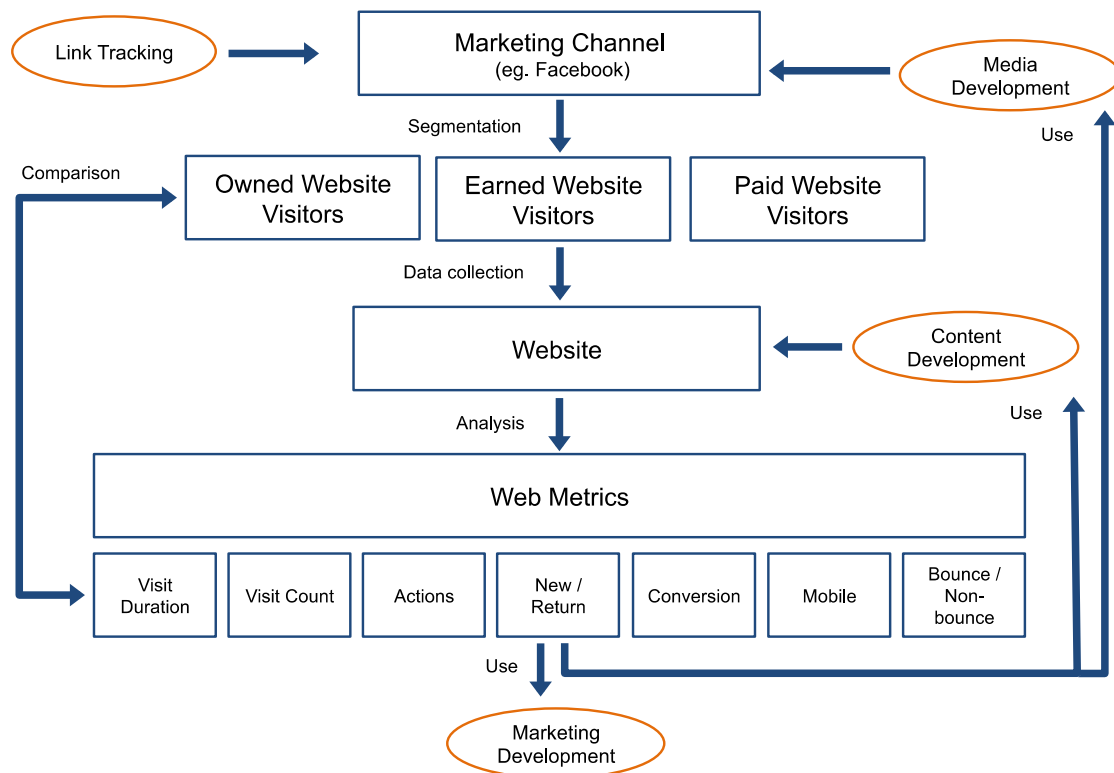 Link Tracking
Marketing Channel
(eg. Facebook)
Media
Development
Segmentation
Use
Comparison
Owned Website
Visitors
Earned Website
Visitors
Paid Website
Visitors
Data collection
Website
Content
Development
Analysis
Use
Web Metrics
Visit
Duration
Visit Count
Actions
New /
Return
Conversion
Mobile
Bounce /
Non-
bounce
Use
Marketing
Development